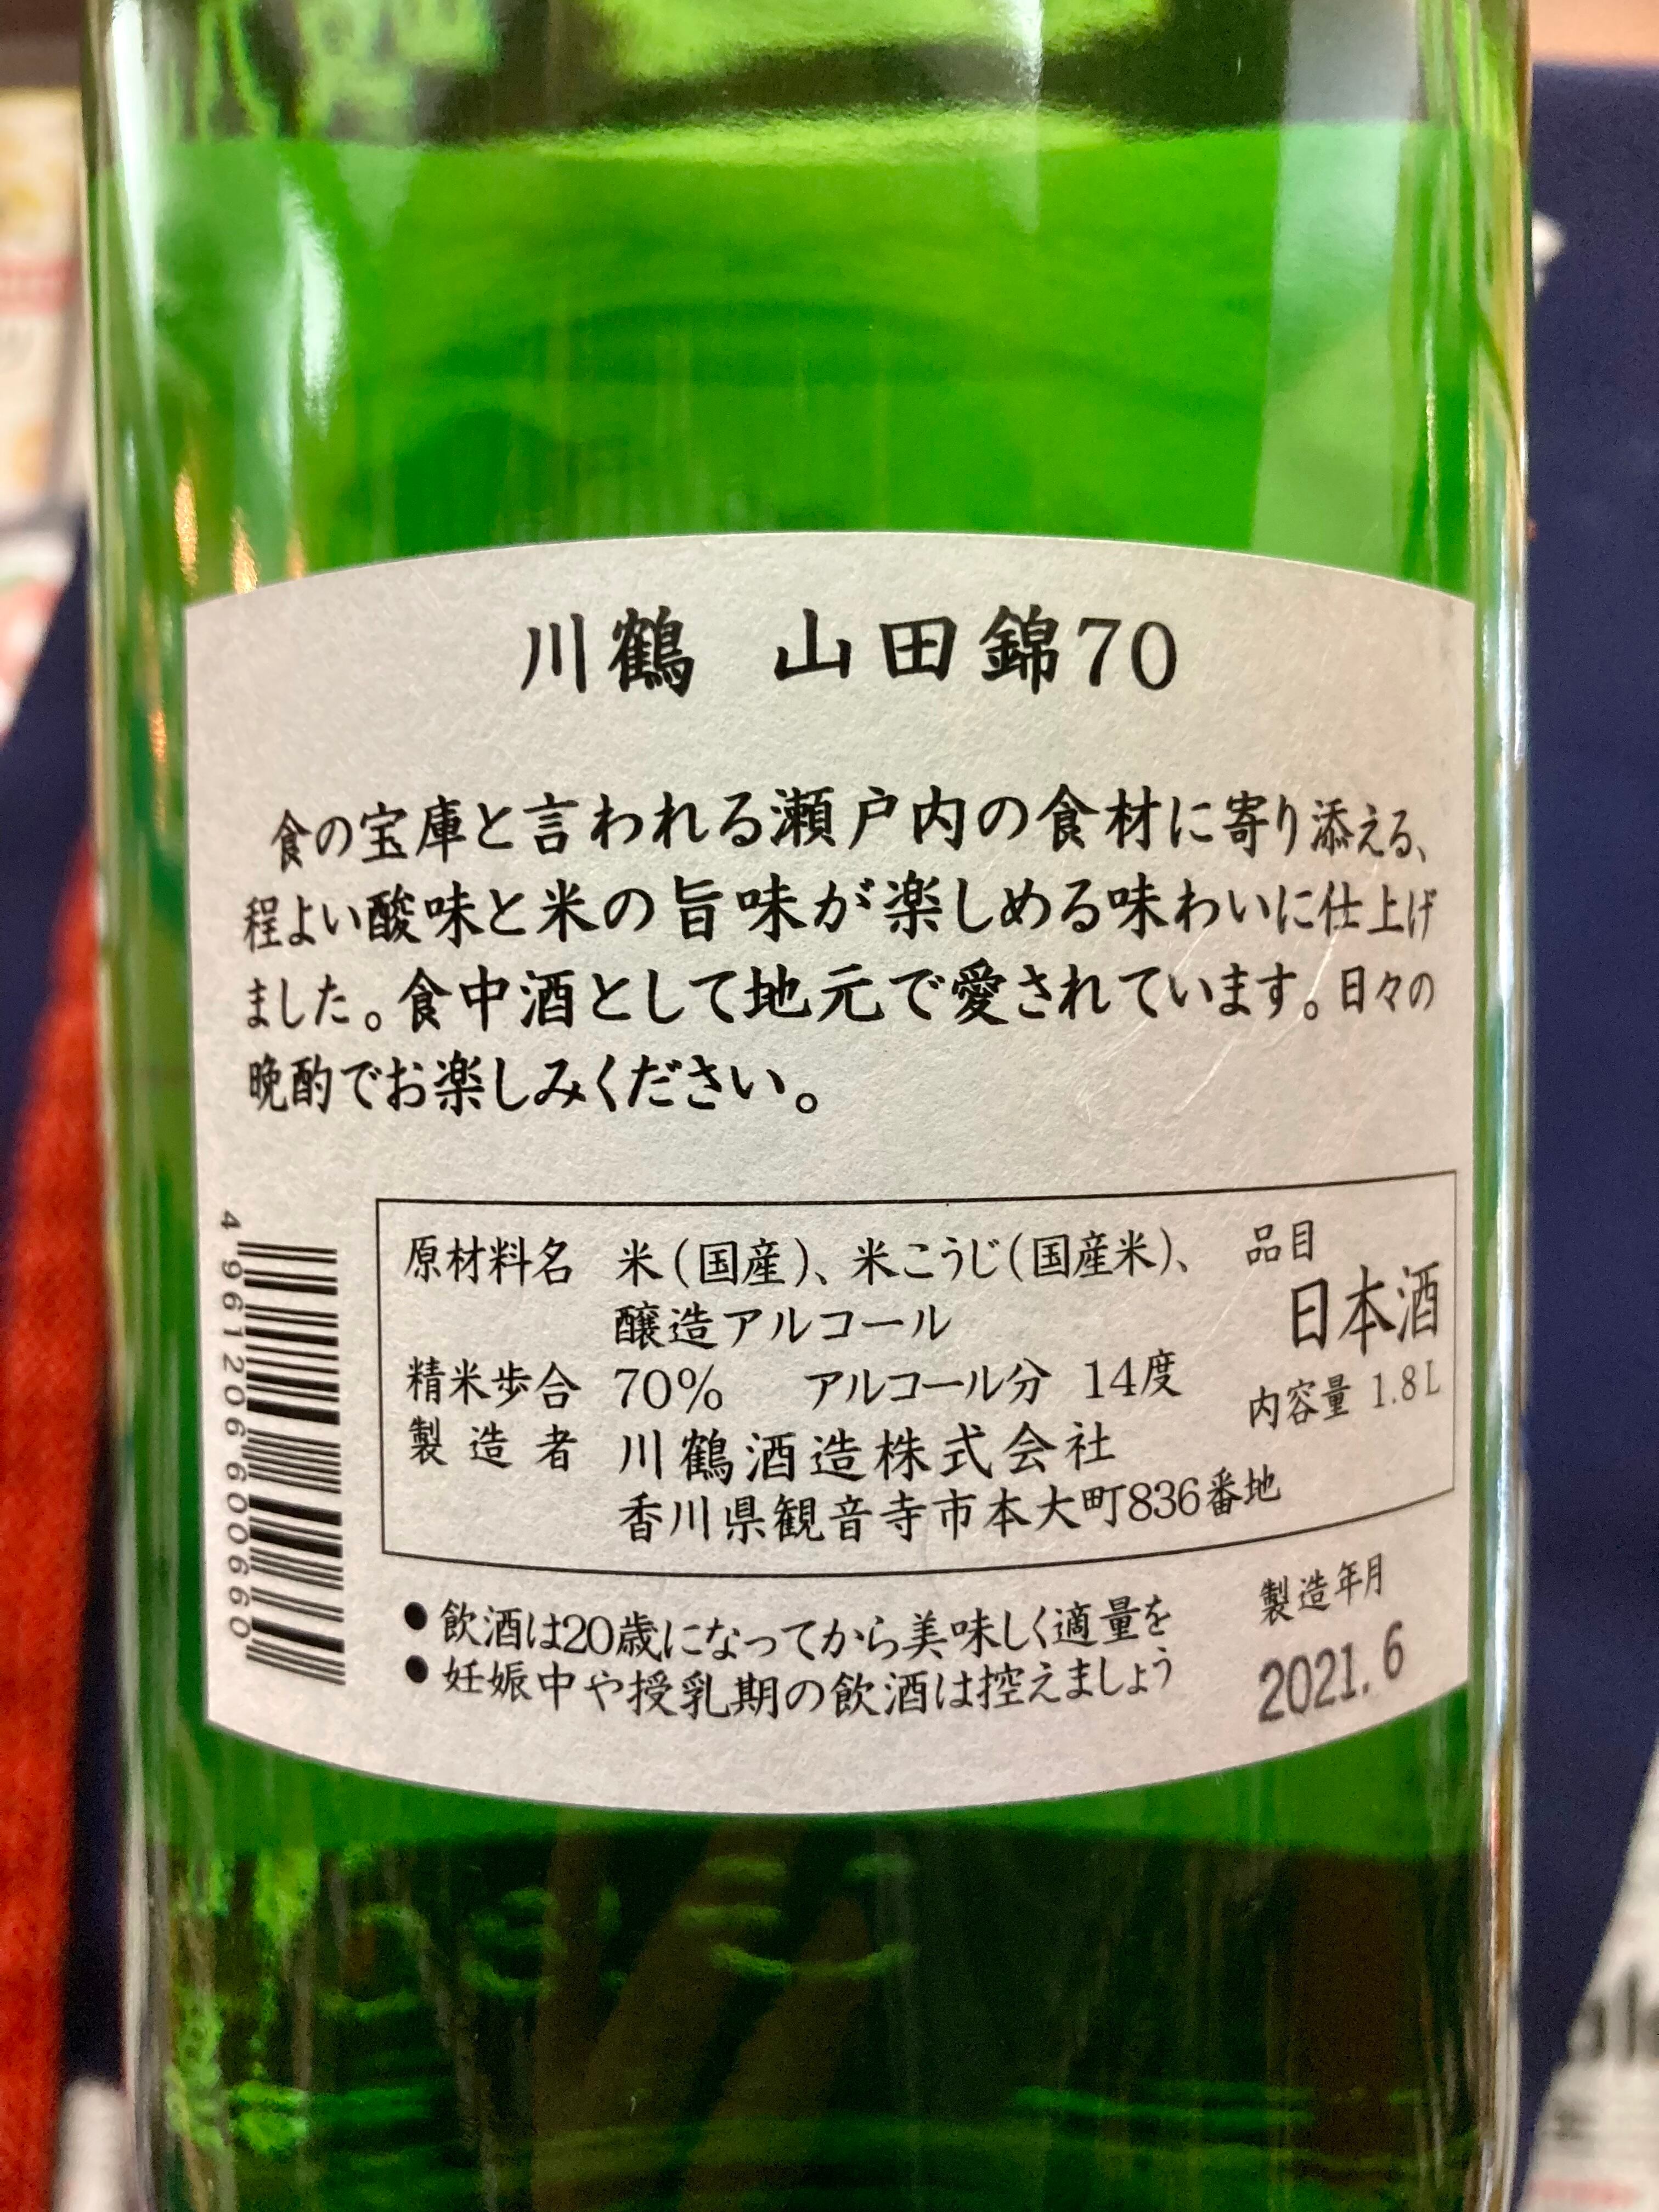 川鶴 山田錦70
食の宝庫と言われる瀬戸内の食材に寄り添える、
程よい酸味と米の旨味が楽しめる味わいに仕上げ
ました。食中酒として地元で愛されています。日々の
晩酌でお楽しみください。
原材料名 米(国産)、米こうじ(国産米)、
醸造アルコール
精米歩合 70% アルコール分 14度
製造者 川鶴酒造株式会社
香川県観音寺市本大町836番地
品目
日本酒
内容量 1.8L
●飲酒は20歳になってから美味しく適量を
●妊娠中や授乳期の飲酒は控えましょう
製造年月
2021.6
4961206600660